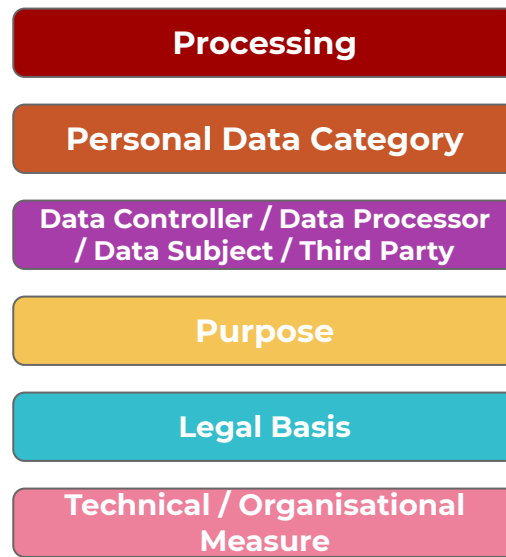 Processing
Personal Data Category
Data Controller / Data Processor
/ Data Subject / Third Party
Purpose
Legal Basis
Technical / Organisational
Measure